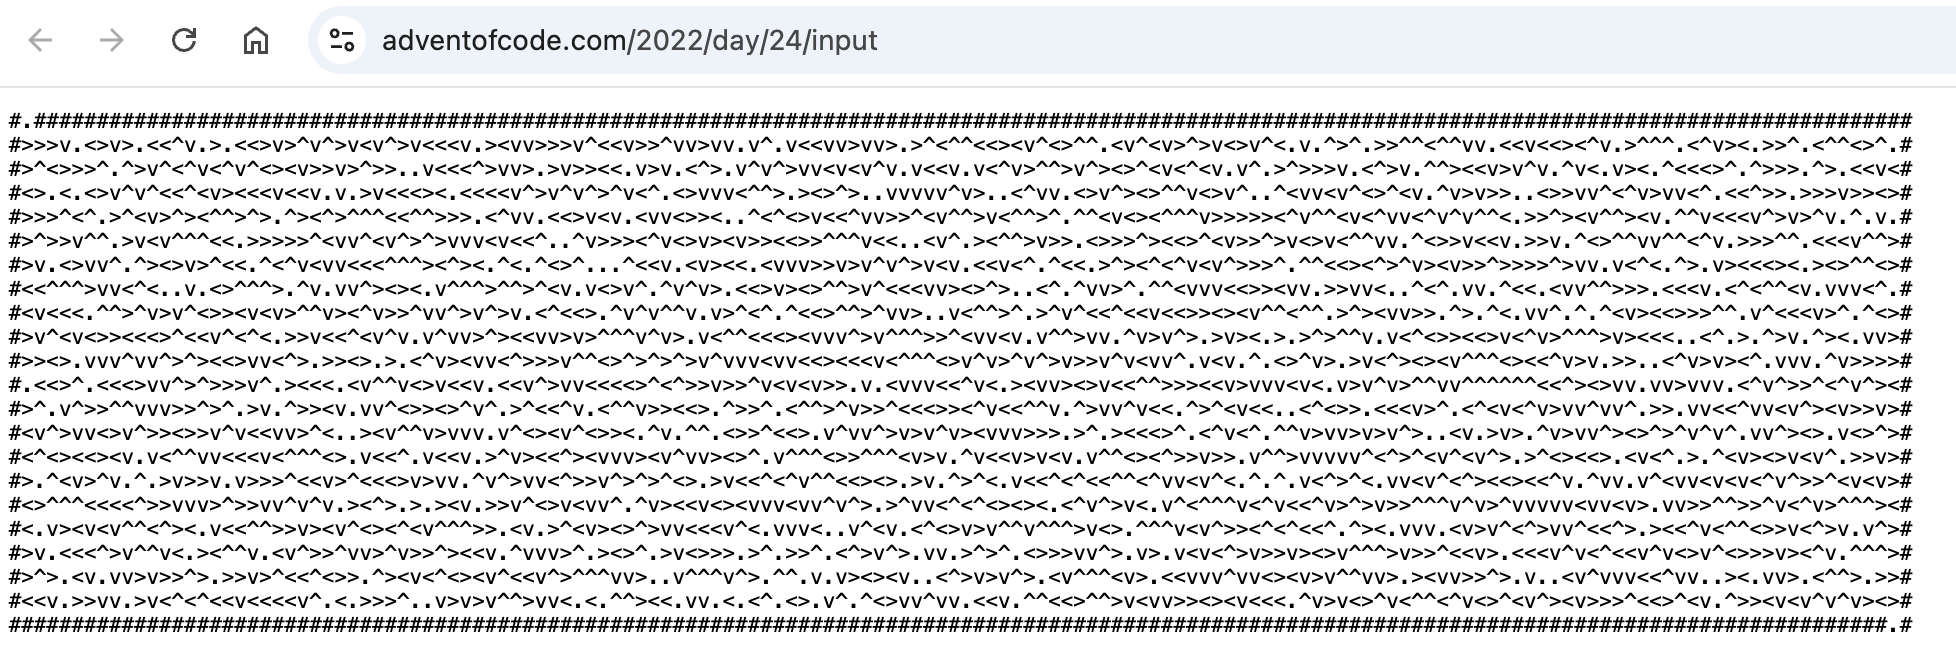 adventofcode.com/2022/day/24/input
#.######################################################################################################################################################
#>>>v.<>v>.<<^v.>.<<>v>^v^>v<v^>v<<<v.><vv>>>v^<<v>>^vv>vv.v^.v<<vv>vv>.>^<^^<<><v<^<>^^.<v^<v>^>v<>v^<.v.^>^.>>^^<^^vv.<<v<<><^v.>^^^.<^v><.>>^.<^^<>^.#
#>^<>>>^.^>v^<^v<^v^<><v>>v>^>>..v<<<^>vv>.>v>><<.v>v.<^>.v^v^>vv<v<v^v.v<<v.v<^v>^^v>^v><>^<v<^<v.v^.>^>>>v.<^>v.^^><<v>v^v.^v<.v><.^<<<>^.^>>>.^>.<<v<#
#<>.<.<>v^v^<<^<v><<<v<<v.v.>v<<<<.<<<<v^>v^v^>^v<^.<>vvv<^^>.><>^>..vvvvv^v>..<^vv.<>v^><>^^v<>v^..^<vv<v^>^<v.^v>v>..<>>vv^<^v>vv<^.<<^>>.>>>v>><>#
#>>>^<^.>^<v>^><^^>^>.^><^>^^^<<^^>>>.<^vv.<<>v<v.<vv<>><..^<^<>v<<^vv>>^<v^^>v<^^>^.^^<v><^^^v>>>>><^v^^<v<^vv<^v^v^^<.>>^><v^^><v.^^v<<<v^>v>^v.^.v.#
#>^>>v^^.>v<v^^^<<.>>>>>^<vv^<v^>^>vvv<v<<^..^v>>><^v<>v><v>><<>>^^^v<<..<v^.><^^>v>>.<>>>^><<>^<v>>^>v<>v<^^vv.^<>>v<<v.>>v.^<>^^vv^^<^v.>>>^^.<<<v^^>#
#>v.<>vv^.^><>v>^<<.^<^v<vv<<<^^^><^><.^<.^<>^...^<<v.<v><<.<vvv>>v>v^v^>v<v.<<v<^.^<<.>^><^<^v<v^>>>^.^^<<><^>^v><v>>^>>>>^>vv.v<^<.^>.v><<<><.><>^^<>#
#<<^^^>vv<^<..v.<>^^^>.^v.vv^><><.v^^^>^^>^<v.v<>v^.^v^v>.<<>v><>^^>v^<<<vv><>^>..<^.^vv>^.^^<vvv<<>><vv.>>vv<..^<^.vv.^<<.<vv^^>>>.<<<v.<^<^^<v.vvv<^.#
#<v<<<.^^>^v>v^<>><v<v>^^v><^v>>^vv^>v^>v.<^<<>.^v^v^^v.v>^<^.^<<>^^>^vv>..v<^^>^.>^v^<<^<<v<<>><><v^<^^<^^.>^><vv>>.^>.^<.vv^.^.^<v><<>>>^^.v^<<<v>^.^<>#
#>v^<v>><<<>^<<v^<^<.>>v<<^<v^v.v^vv>^><<vv>v>^^^v^v>.v<^^<<<><vvv^>v^^^>>^<vv<v.v^^>vv.^v>v^>.>v><.>.>^>^^v.v<^<>><<>v<^v>^^^>v><<<..<^.>^>v.^><.vv>#
#>>><>.vvv^vv^>^><<>vv<^>.>><>.>.<^v><vv<^>>>v^^<>^>^>^>v^vvv<vv<<><<<v<^^^<>v^v>^v^>v>>v^v<vv^.v<v.^.<>^v>.>v<^><><v^^^<><<^v>v.>>..<^v>v><^.vvv.^v>>>>#
#.<<>^.<<<>vv^>^>>>v^.><<<.<v^^v<>v<<v.<<v^>vv<<<<>^<^>>v>>^v<v<v>>.v.<vvv<<^v<.><vv><>v<<^^>>><<v>vvv<v<.v>v^v>^^vv^^^^^^<<^><>vv.vv>vvv.<^v^>>^<^v^><#
#>^.v^>>^^vvv>>^>^.>v.^>><v.vv^<>><>^v^.>^<<^v.<^^v>><<>.^>>^.<^^>^v>>^<<<>><^v<<^^v.^>vv^v<<.^>^<v<<..<^<>>.<<<v>^.<^<v<^v>vv^vv^.>>.vv<<^vv<v^><v>>v>#
#<v^>vv<>v^>><>>v^v<<vv>^<..><v^^v>vvv.v^<><v^<>><.^v.^^.<>>^<<>.v^vv^>v>v^><vvv>>>.>^.><<<>^.<^v<^.^^v>vv>v>v^>..<v.>v>.^v>vv^><>^>^v^v^.vv^><>.v<>^>#
#<^<><<><v.v<^^vv<<<v<^^^<>.v<<^.v<<v.>^v><<^><vvv><v^vv><>^.v^^^<>>^^^<v>v.^v<<v>v<v.v^^<><^>>v>>.v^^>vvvvv^<^>^<v^<v^>.>^<><<>.<v<^.>.^<v><>v<v^.>>v>#
#>.^<v>^v.^.>v>>v.v>>>^<<v>^<<<>v>vv.^v^>vv<^>>v^>^>^<>.>v<<^<^v^^<<><>.v>.^>^.v<<^<^<<^^<^vv<v^<.^.^.v<^>^<.vv<v^<^<><<>^v.^vv.v.^v<vv<v<v^>>^<v<v>#
#<>^^^<<<<^>>vvv>^>>vv^v^v.><^>.>.><v.>>v^<>v<vv^.^v><<v<><vvv<vv^v^v^>.>^vv<^<^<><><.<^v^>v<.v^<^^^v<^v<<^v>^v>>^^^v^v>^vvvvv<vv<v>.vv>>^^>^v<^v>^^^><#
#<.v><v<v^^<^><.v<<^^>>v><v^<><^<v^^^>>.<v.>^<v><>^>vv<<<v^<.vvv<..v^<v.<^<>v>v^^v^^^>v<>.^^^v<v^>><^<^<<^.^><.vvv.<v>v^<^>vv^<<^>.><<^v<^^<>>v<^>v.v^>#
#>v.<<<^>v^^v<.><^^v.<v^>>^vv>^v>>^><<v.^vvv>^.><>^.>v<>>>.>^.>>^.<^>v^>.vv.>^>^.<>>>vv^>.v>.v<v<^>v>>v><v>v^^^>v>>^<<v>.<<<v^v<^<<v^v<>v^<>>>v><^v.^^^>#
#>^>.<v.vv>v>>^>.>>v>^<<^<>>.^><v<^<><v^<<v^>^^^vv>..v^^^v^>.^^.v.v><><v..<^>v>v^>.<v^^^<v>.<<vvv^vv<><v>v^^vv>.><vv>>^>.v..<v^vvv<<^vv..><.vv>.<^^>.>>#
#<<v.>>vv.>v<^<^<<v<<<<v^.<.>>>^..v>v>v^^>vv<.<.^^><<.vv.<.<^.<>.v^.^<>vv^vv.<<v.^^<<>^^>v<vv>><><v<<<.^v>v<>^v<^^<^v<>^<v^><v>>>^<<>^<v.^>><v<v^v^v><>#
######################################################################################################################################################.#